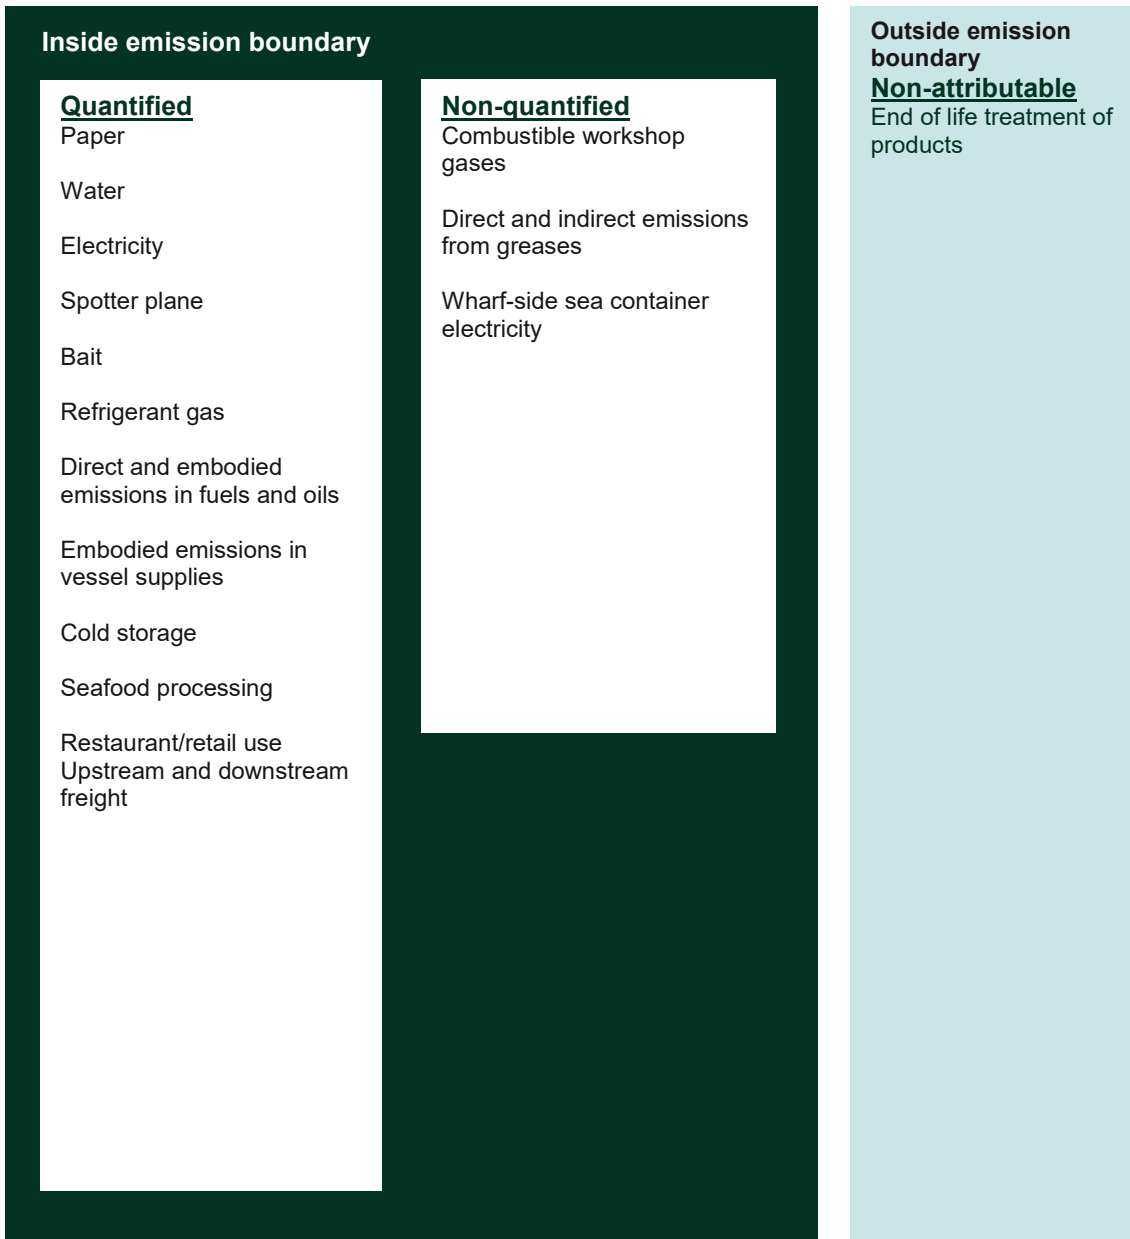 Inside emission boundary
Quantified
Paper
Water
Electricity
Spotter plane
Bait
Refrigerant gas
Direct and embodied
emissions in fuels and oils
Embodied emissions in
vessel supplies
Cold storage
Seafood processing
Restaurant/retail use
Upstream and downstream
freight
Non-quantified
Combustible workshop
gases
Direct and indirect emissions
from greases
Wharf-side sea container
electricity
Outside emission
boundary
Non-attributable
End of life treatment of
products